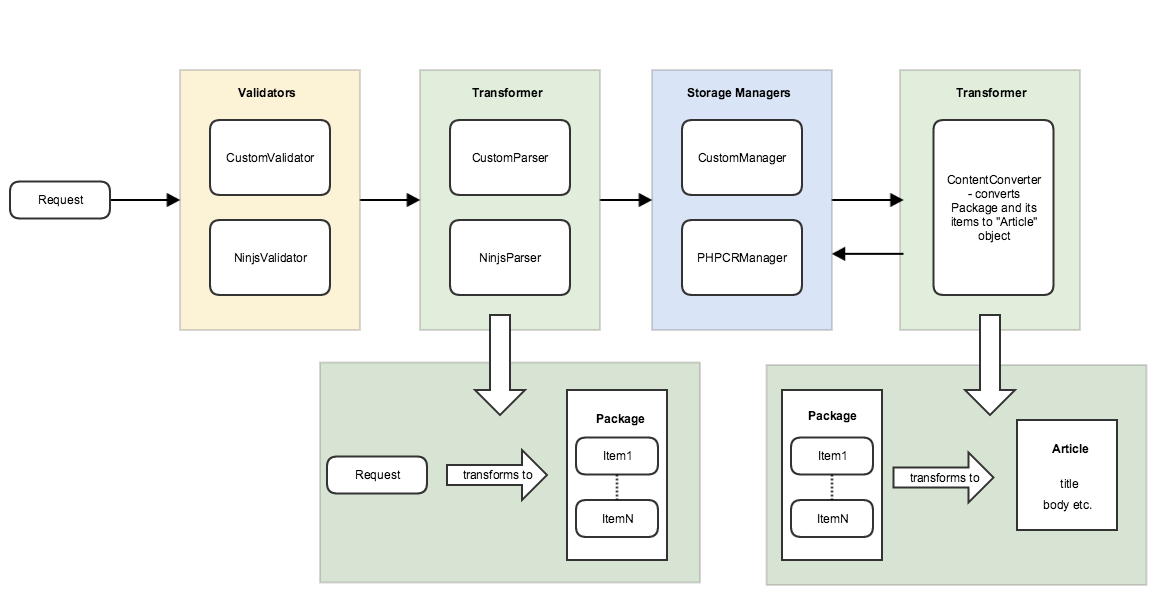 Validators
Transformer
Storage Managers
Transformer
Request
CustomValidator
NinjsValidator
CustomParser
NinjsParser
CustomManager
PHPCRManager
ContentConverter
- converts
Package and its
items to "Article"
object
Request
transforms to
Package
Item1
ItemN
Package
Item1
ItemN
transforms to
Article
title
body etc.